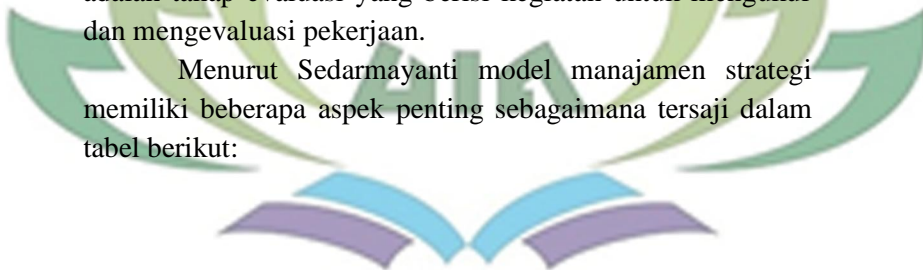 adalah tahap evaluasi yang berisi kegiatan untuk mengukur
dan mengevaluasi pekerjaan.
Menurut Sedarmayanti model manajamen strategi
memiliki beberapa aspek penting sebagaimana tersaji dalam
tabel berikut: